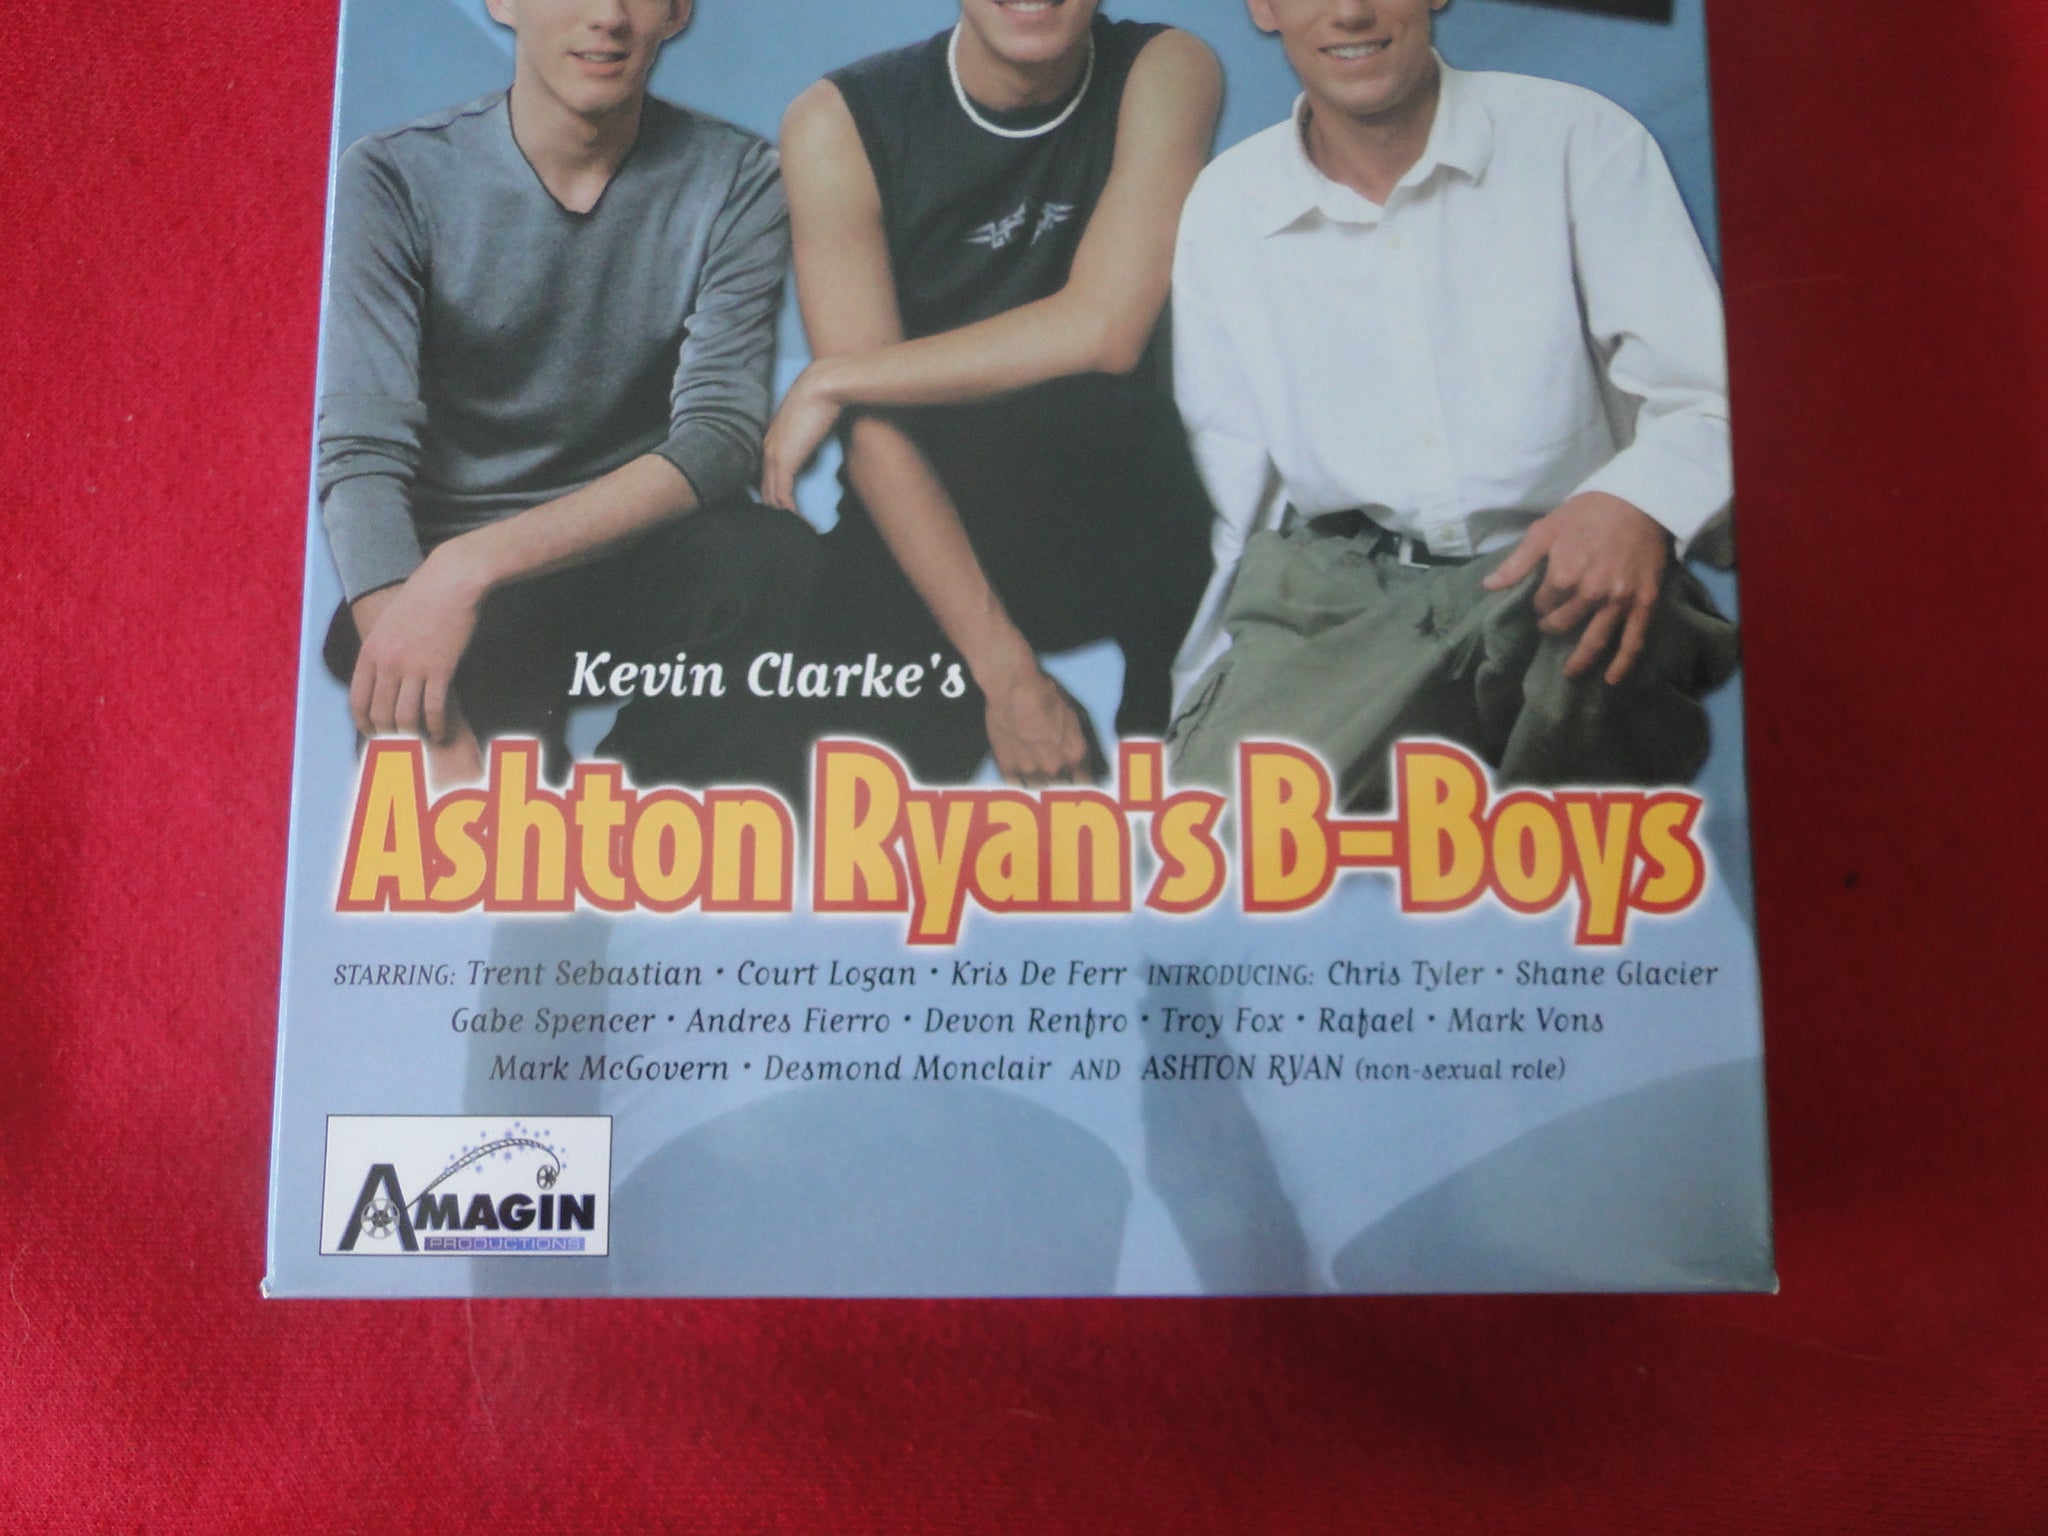 Kevin Clarke's
Ashton Ryan's B-Boys
STARRING: Trent Sebastian • Court Logan • Kris De Ferr INTRODUCING: Chris Tyler • Shane Glacier
Gabe Spencer • Andres Fierro • Devon Renfro • Troy Fox • Rafael • Mark Vons
Mark McGovern • Desmond Monclair AND ASHTON RYAN (non-sexual role)
AMAGIN
PRODUCTIONS